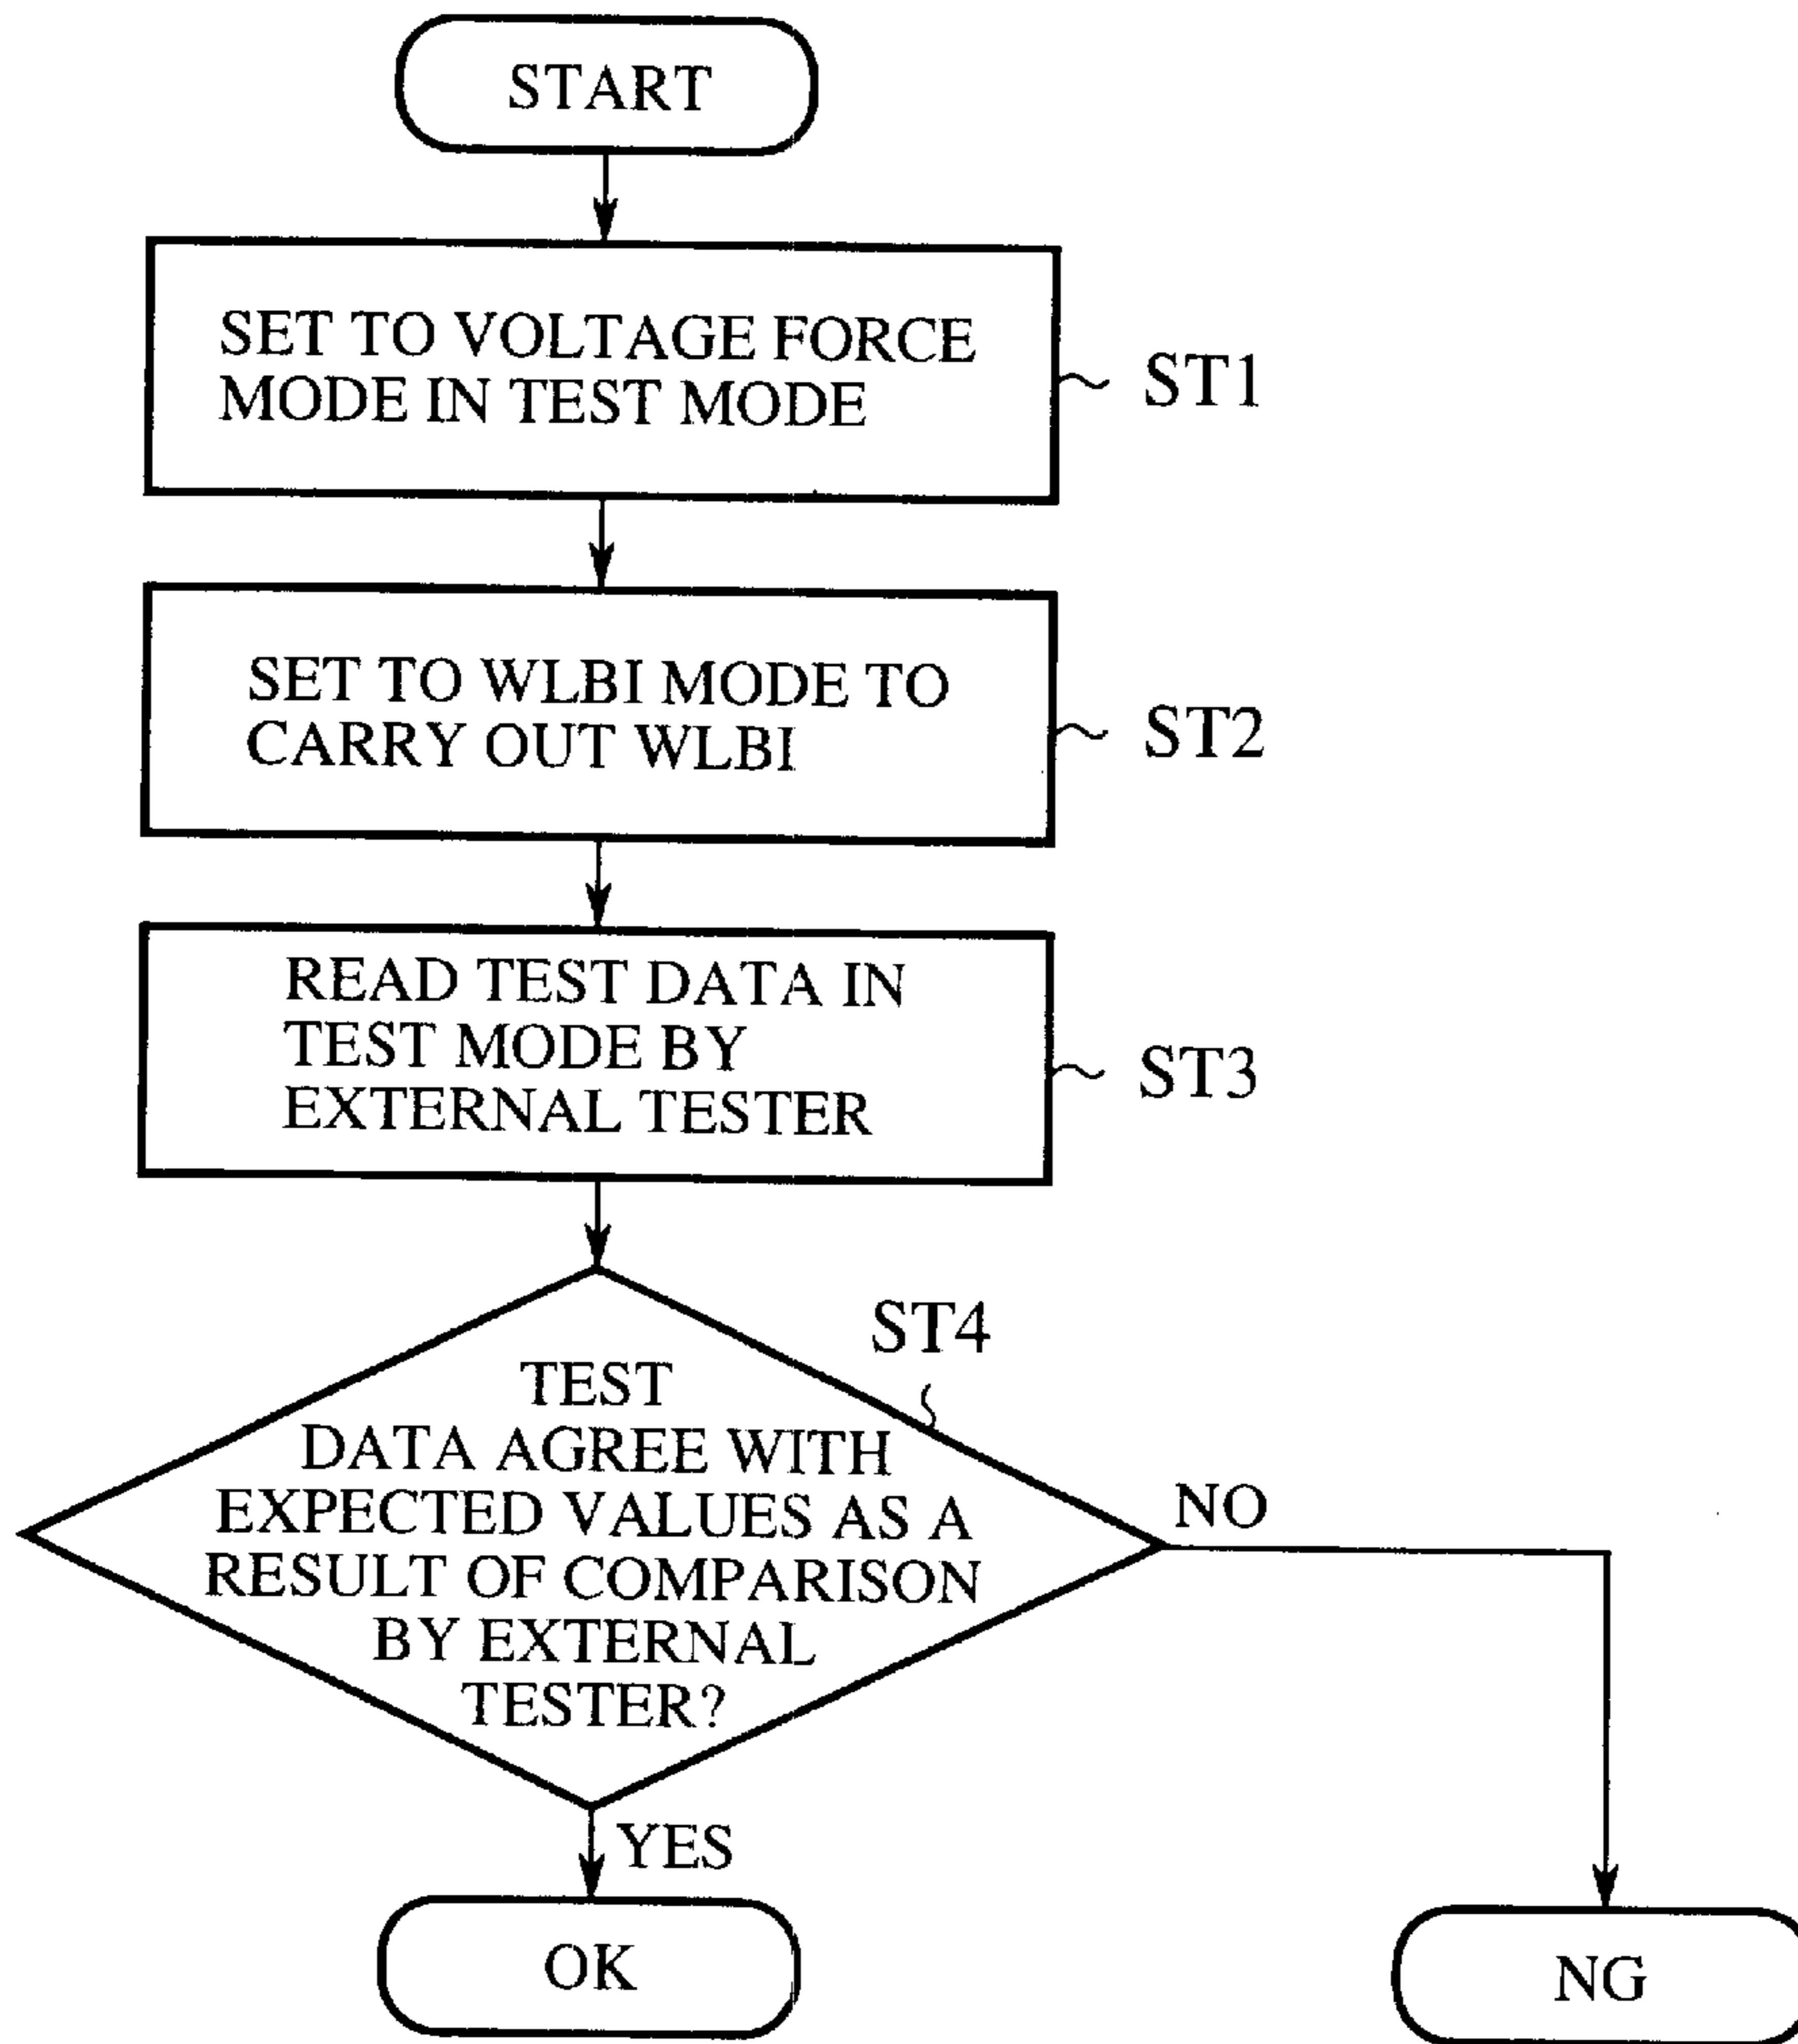 START
SET TO VOLTAGE FORCE
MODE IN TEST MODE
ST1
SET TO WLBI MODE TO
CARRY OUT WLBI
ST2
READ TEST DATA IN
TEST MODE BY
EXTERNAL TESTER
ST3
ST4
TEST
DATA AGREE WITH
EXPECTED VALUES AS A
RESULT OF COMPARISON
BY EXTERNAL
TESTER?
NO
YES
OK
NG